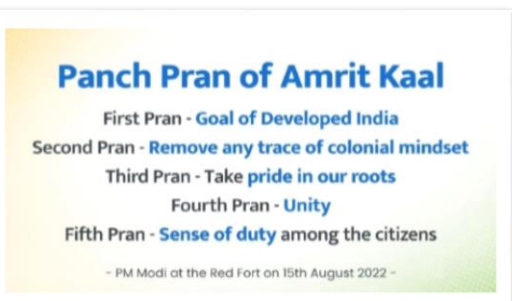 Panch Pran of Amrit Kaal
First Pran - Goal of Developed India
Second Pran - Remove any trace of colonial mindset
Third Pran - Take pride in our roots
Fourth Pran - Unity
Fifth Pran - Sense of duty among the citizens
- PM Modi at the Red Fort on 15th August 2022 -